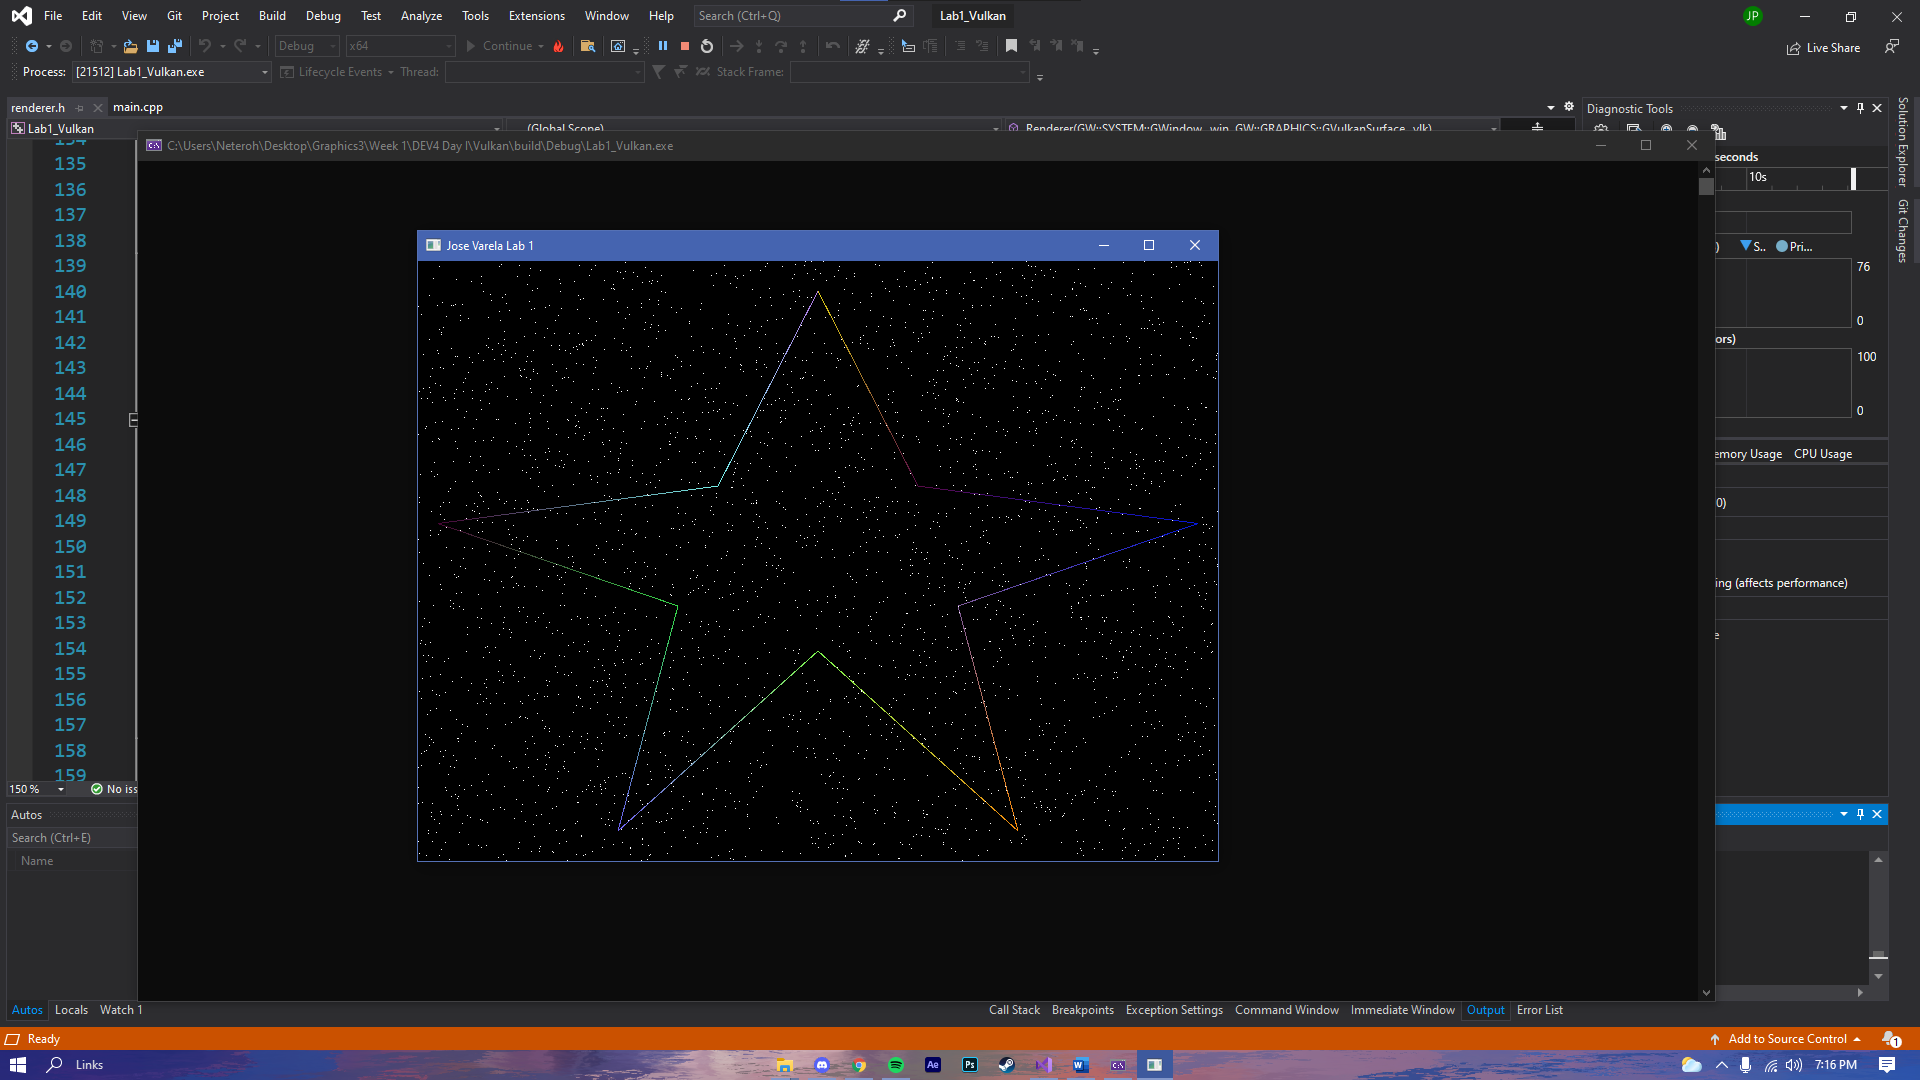 File Edit View Git Project Build Debug Test Analyze Tools Extensions Window Help Search (Ctrl+Q) Lab1_Vulkan JP
Debug x64 Continue Live Share
Process: [21512] Lab1_Vulkan.exe Lifecycle Events Thread: Stack Frame:
renderer.h main.cpp Diagnostic Tools
Lab1_Vulkan (Global Scope) Renderer(GW::SYSTEM::GWindow _win, GW::GRAPHICS::GVulkanSurface _vlk)
C:\Users\Neteroh\Desktop\Graphics3\Week 1\DEV4 Day I\Vulkan\build\Debug\Lab1_Vulkan.exe
seconds
10s
Jose Varela Lab 1
S.. Pri...
76
0
ors)
100
0
emory Usage CPU Usage
0)
ing (affects performance)
e
134
135
136
137
138
139
140
141
142
143
144
145
146
147
148
149
150
151
152
153
154
155
156
157
158
159
150 % No iss
Autos
Search (Ctrl+E)
Name
Solution Explorer
Git Changes
Autos Locals Watch 1 Call Stack Breakpoints Exception Settings Command Window Immediate Window Output Error List
Ready Add to Source Control 1
Links 7:16 PM